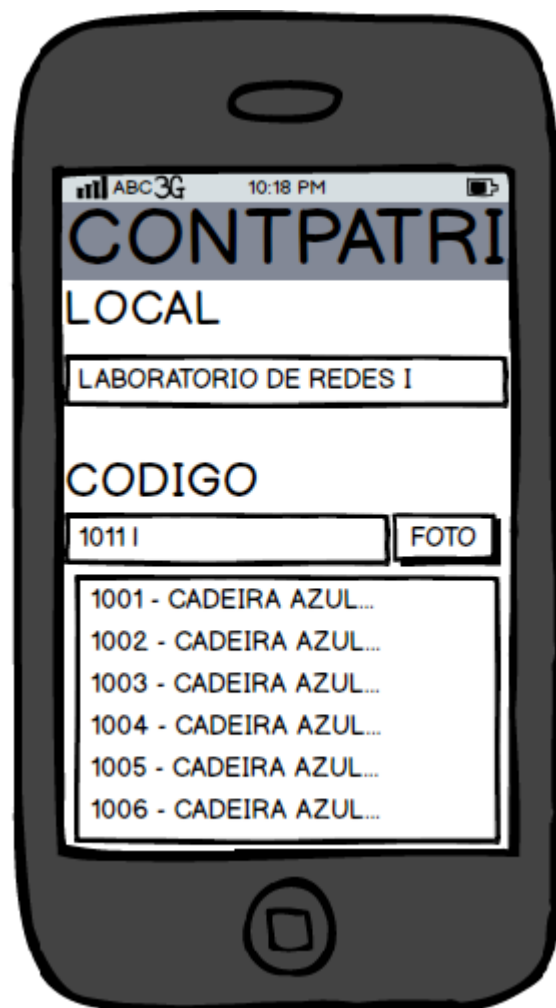 ABC 3G 10:18 PM
CONTPATRI
LOCAL
LABORATORIO DE REDES I
CODIGO
1011 I FOTO
1001 - CADEIRA AZUL...
1002 - CADEIRA AZUL...
1003 - CADEIRA AZUL...
1004 - CADEIRA AZUL...
1005 - CADEIRA AZUL...
1006 - CADEIRA AZUL...